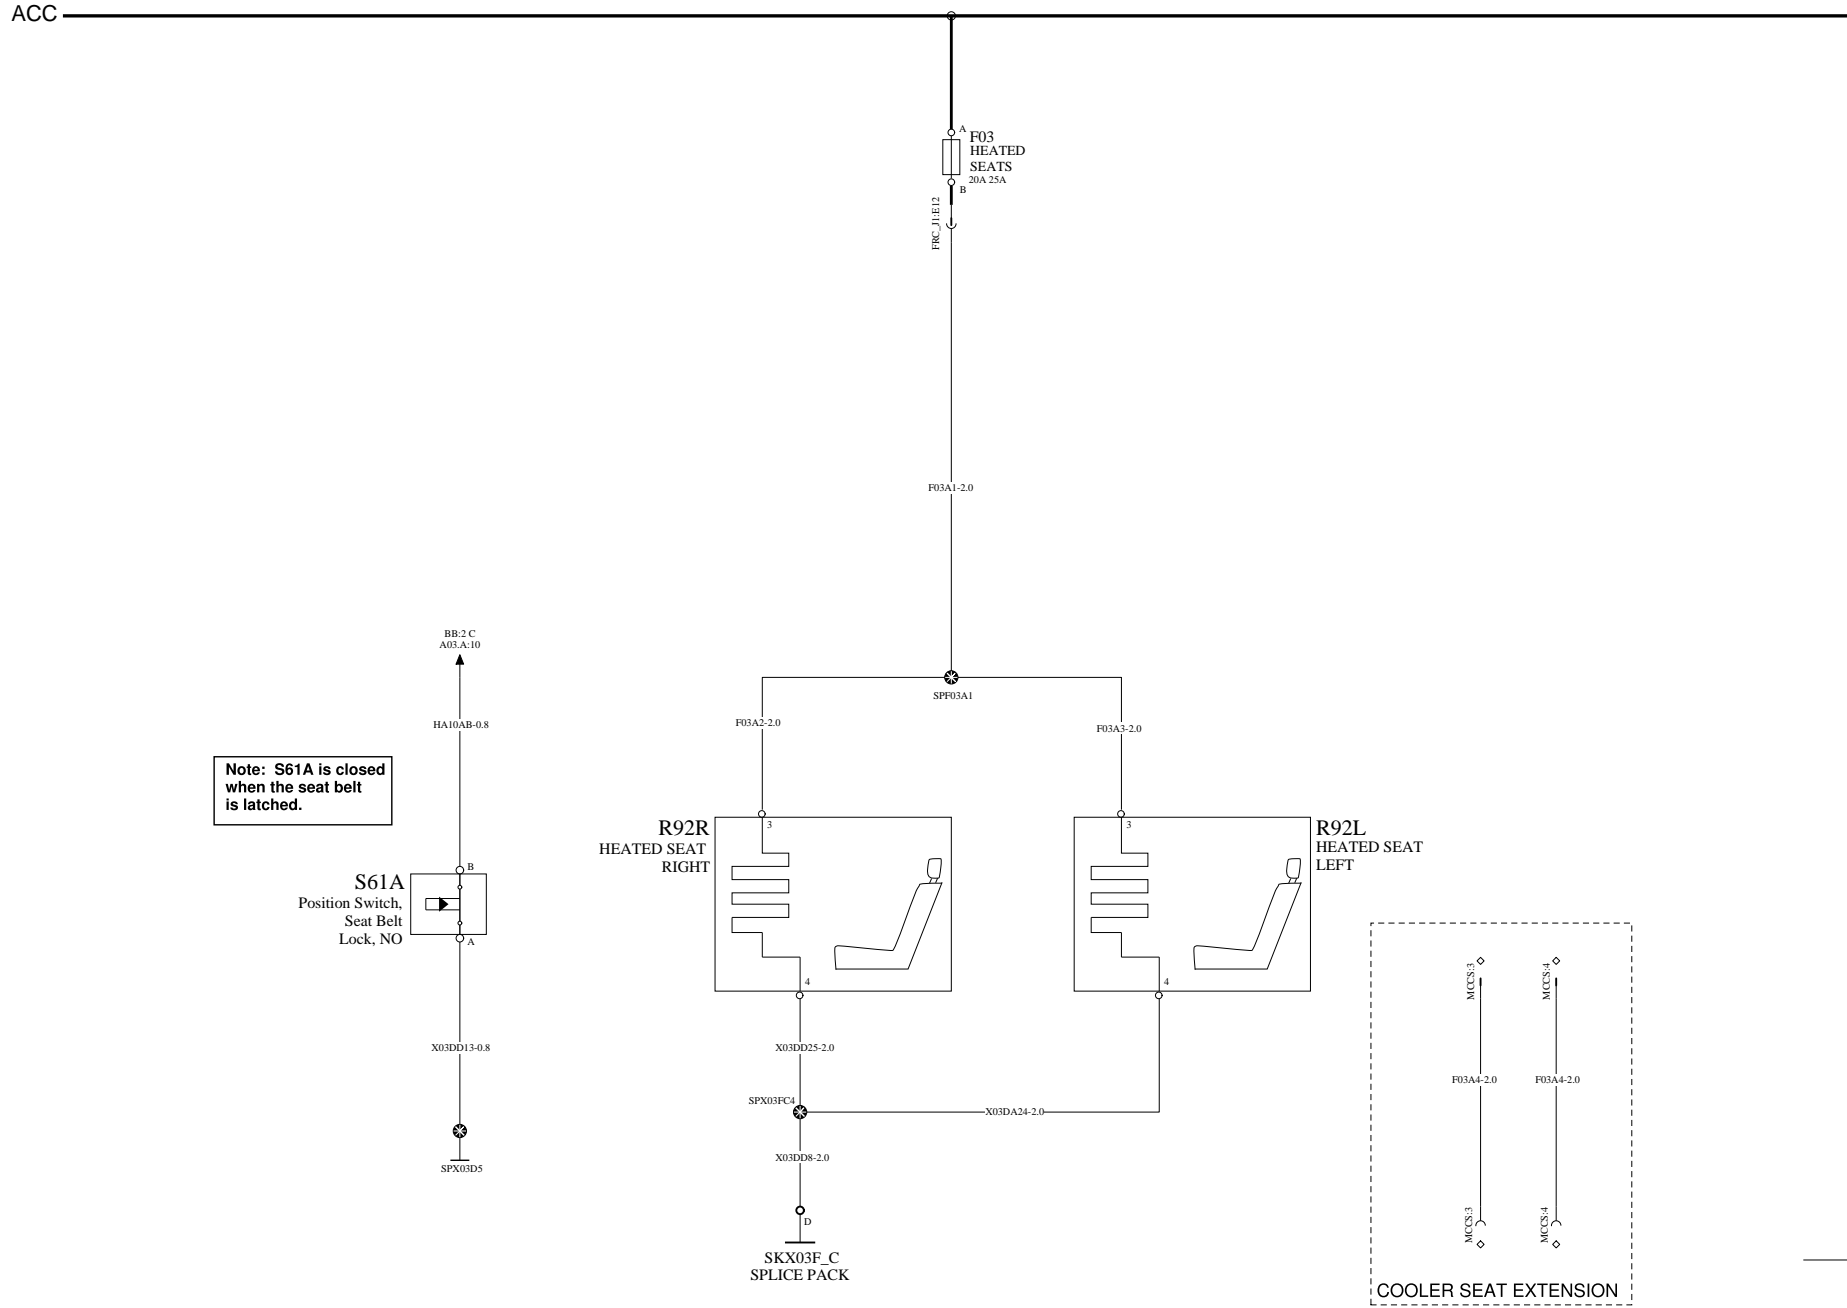 ACC
A
F03
HEATED
SEATS
20A 25A
B
FRC_J1:E12
F03A1-2.0
BB:2 C
A03.A:10
SPF03A1
HA10AB-0.8
F03A2-2.0
F03A3-2.0
Note: S61A is closed
when the seat belt
is latched.
R92R
HEATED SEAT
RIGHT
3
3
R92L
HEATED SEAT
LEFT
B
S61A
Position Switch,
Seat Belt
Lock, NO
A
4
4
MCCS:3
MCCS:4
X03DD13-0.8
X03DD25-2.0
F03A4-2.0
F03A4-2.0
SPX03FC4
X03DA24-2.0
SPX03D5
X03DD8-2.0
D
MCCS:3
MCCS:4
SKX03F_C
SPLICE PACK
COOLER SEAT EXTENSION